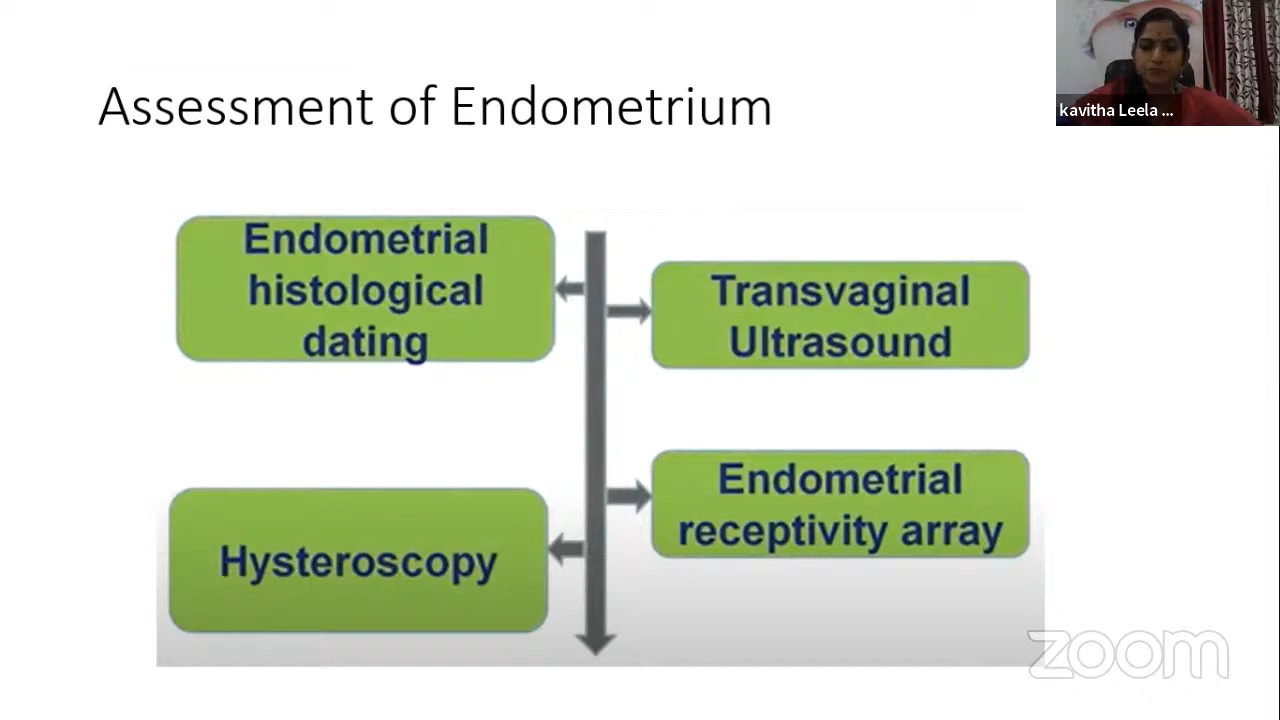 Assessment of Endometrium
kavitha Leela ...
Endometrial
histological
dating
Transvaginal
Ultrasound
Endometrial
receptivity array
Hysteroscopy
zoom